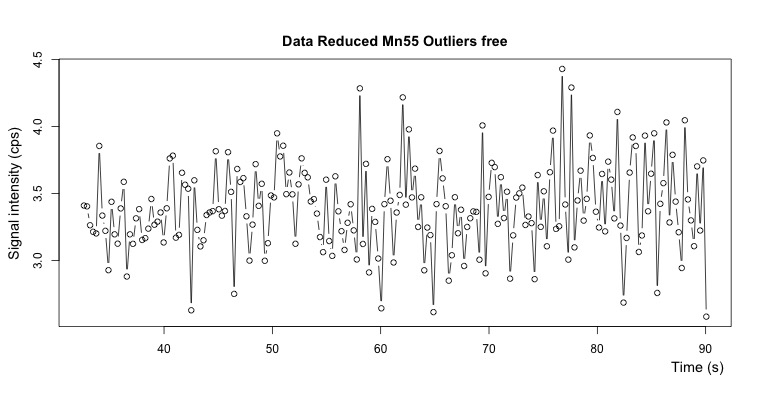 Data Reduced Mn55 Outliers free
Signal intensity (cps)
4.5
4.0
3.5
3.0
40 50 60 70 80 90
Time (s)